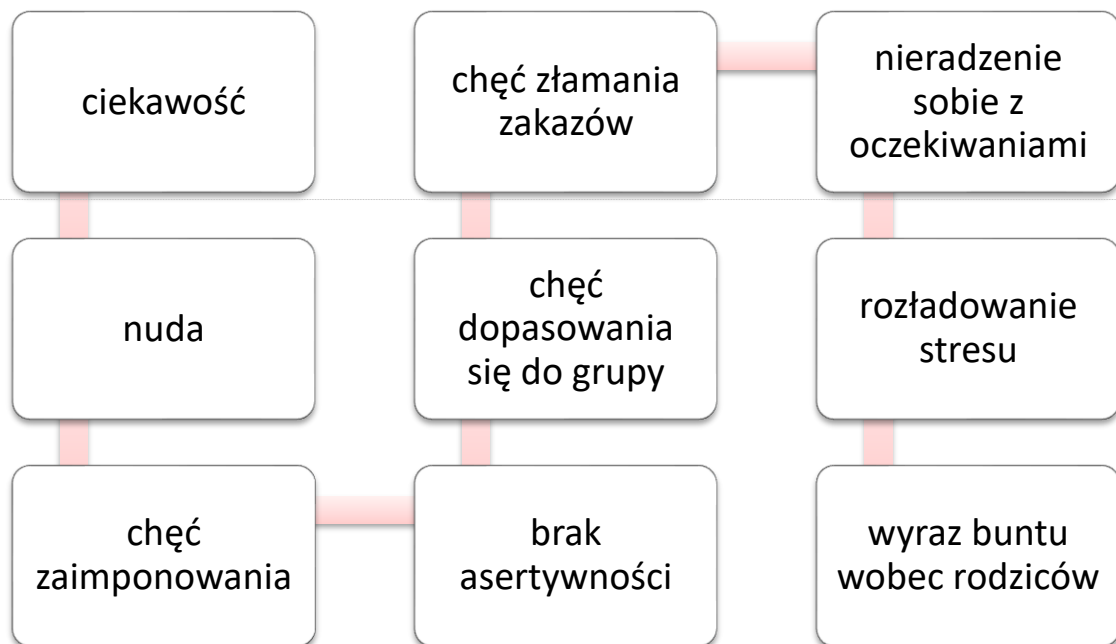 ciekawość
nuda
chęć
zaimponowania
brak
asertywności
chęć
dopasowania
się do grupy
chęć złamania
zakazów
nieradzenie
sobie z
oczekiwaniami
rozładowanie
stresu
wyraz buntu
wobec rodziców